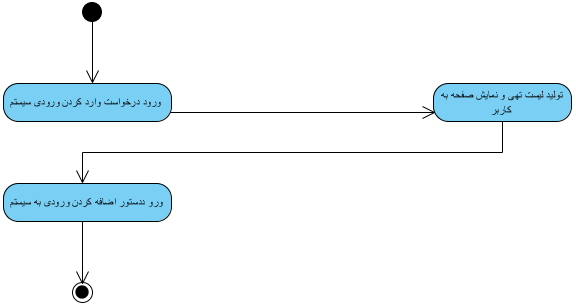 ورود درخواست وارد کردن ورودی سیستم
تولید لیست تهی و نمایش صفحه به
کاربر
ورو ددستور اضافه کردن ورودی به سیستم